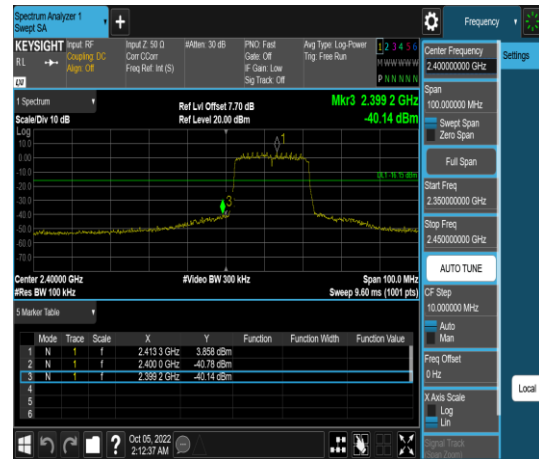 Spectrum Analyzer 1
Swept SA
+
Frequency
KEYSIGHT
RL
LXI
Input: RF
Coupling: DC
Align: Off
Input Z: 50 Ω
Corr CCorr
Freq Ref: Int (S)
#Atten: 30 dB
PNO: Fast
Gate: Off
IF Gain: Low
Sig Track: Off
Avg Type: Log-Power
Trig: Free Run
1 2 3 4 5 6
M W W W W W
P N N N N N
Center Frequency
2.400000000 GHz
Settings
Span
100.000000 MHz
Swept Span
Zero Span
Full Span
Start Freq
2.350000000 GHz
Stop Freq
2.450000000 GHz
AUTO TUNE
CF Step
10.000000 MHz
Auto
Man
Freq Offset
0 Hz
X Axis Scale
Log
Lin
Signal Track
(Span Zoom)
Local
1 Spectrum
Scale/Div 10 dB
Ref Lvl Offset 7.70 dB
Ref Level 20.00 dBm
Mkr3 2.399 2 GHz
-40.14 dBm
Log
10.0
0.00
-10.0
-20.0
-30.0
-40.0
-50.0
-60.0
-70.0
1
3
Center 2.40000 GHz
#Res BW 100 kHz
#Video BW 300 kHz
Span 100.0 MHz
Sweep 9.60 ms (1001 pts)
5 Marker Table
Mode Trace Scale X Y Function Function Width Function Value
1 N 1 f 2.413 3 GHz 3.858 dBm
2 N 1 f 2.400 0 GHz -40.78 dBm
3 N 1 f 2.399 2 GHz -40.14 dBm
4
5
6
?
Oct 05, 2022
2:12:37 AM